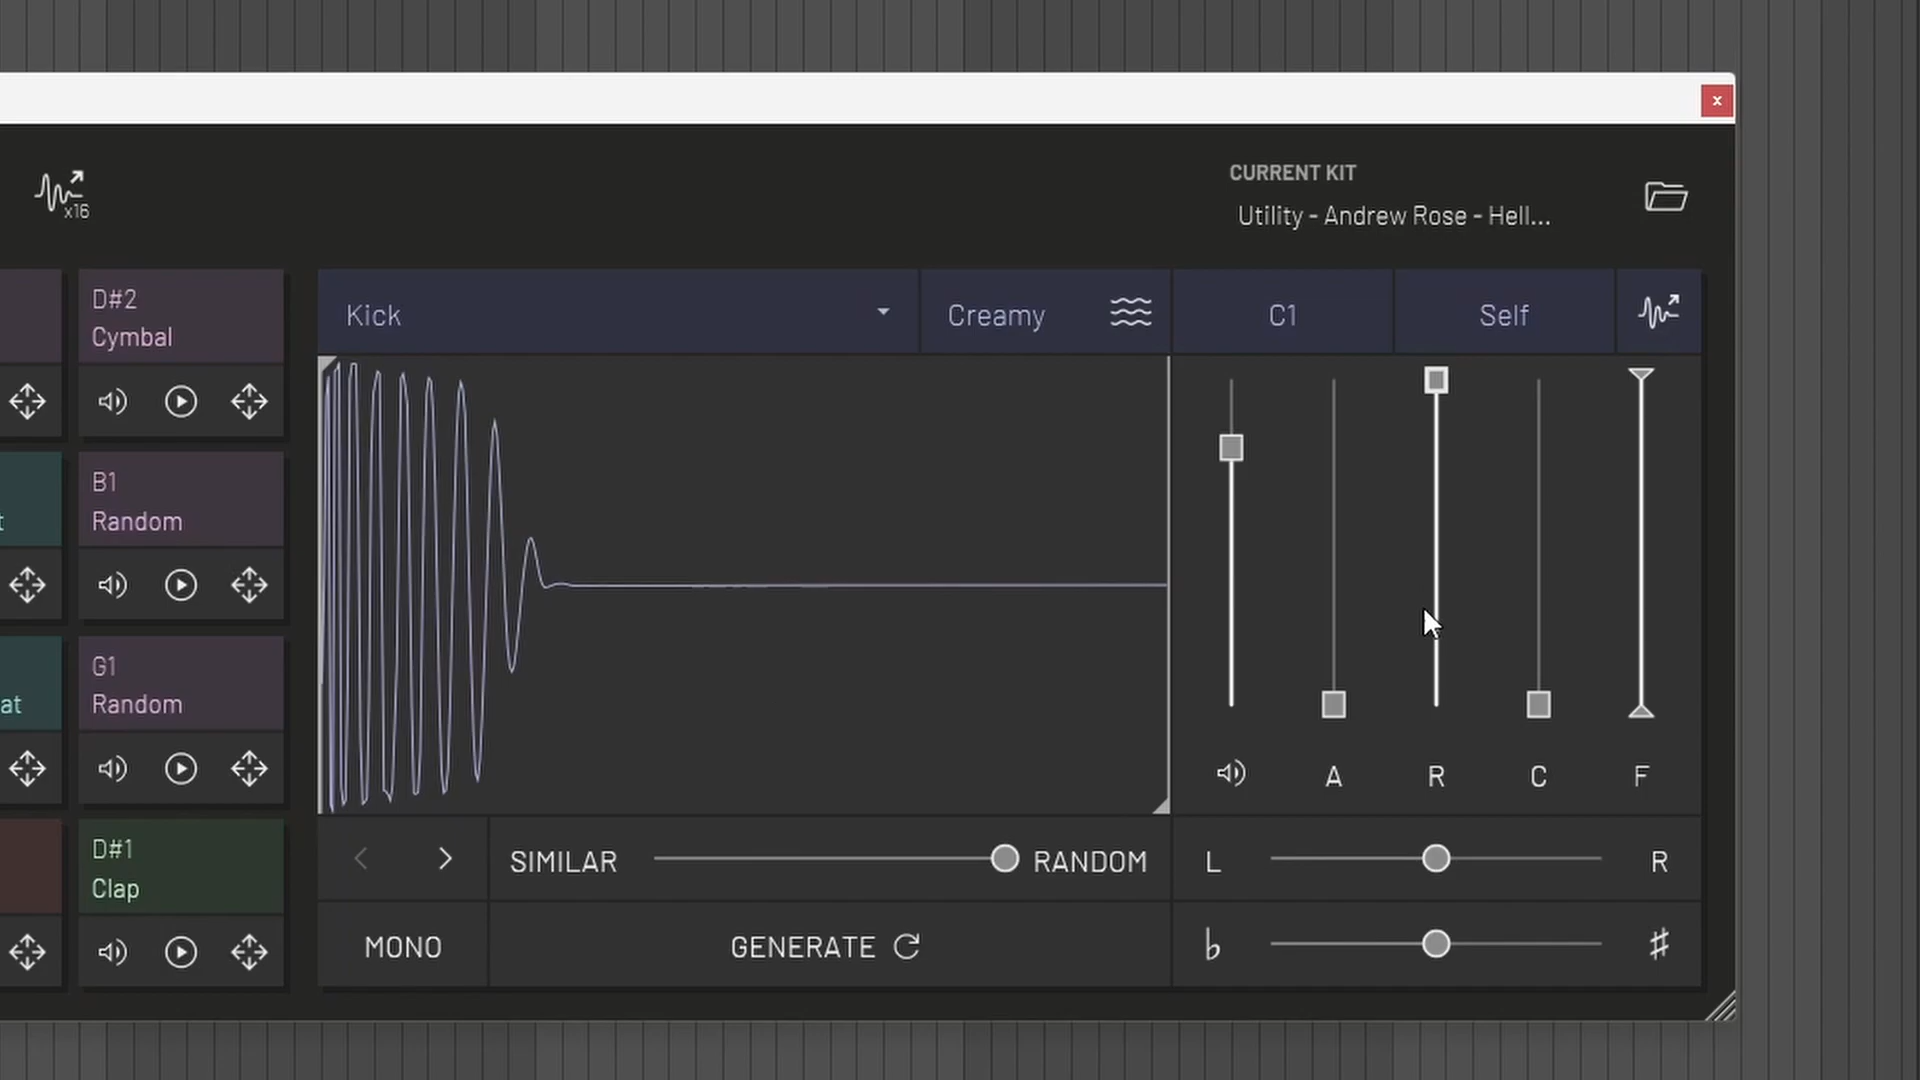 x
x16
CURRENT KIT
Utility - Andrew Rose - Hell...
D#2
Cymbal
Kick
Creamy
C1
Self
B1
Random
t
G1
Random
at
A
R
C
F
D#1
Clap
SIMILAR
RANDOM
L
R
MONO
GENERATE
♭
♯